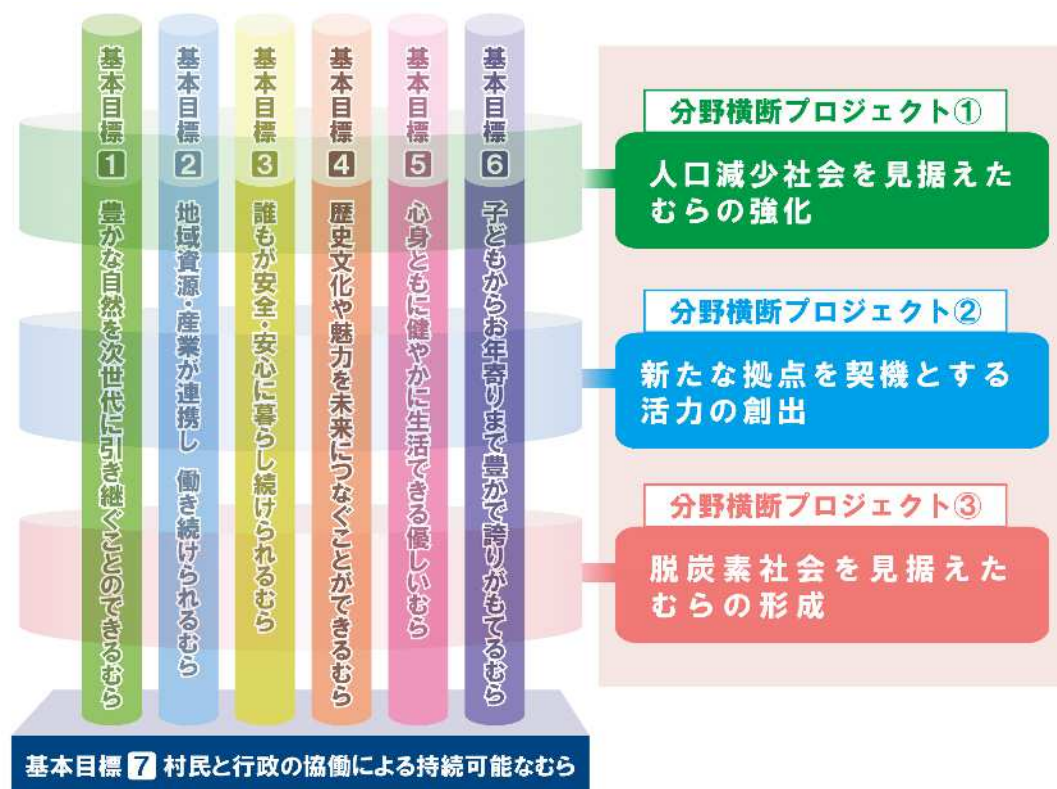 基本目標1 豊かな自然を次世代に引き継ぐことのできるむら
基本目標2 地域資源・産業が連携し 働き続けられるむら
基本目標3 誰もが安全・安心に暮らし続けられるむら
基本目標4 歴史文化や魅力を未来につなぐことができるむら
基本目標5 心身ともに健やかに生活できる優しいむら
基本目標6 子どもからお年寄りまで豊かで誇りがもてるむら
基本目標7 村民と行政の協働による持続可能なむら
分野横断プロジェクト①
人口減少社会を見据えた
むらの強化
分野横断プロジェクト②
新たな拠点を契機とする
活力の創出
分野横断プロジェクト③
脱炭素社会を見据えた
むらの形成